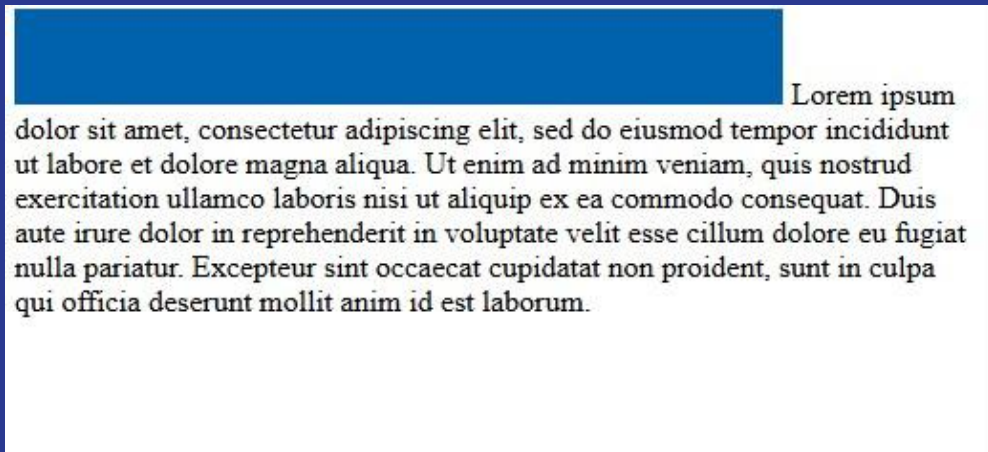 Lorem ipsum
dolor sit amet, consectetur adipiscing elit, sed do eiusmod tempor incididunt
ut labore et dolore magna aliqua. Ut enim ad minim veniam, quis nostrud
exercitation ullamco laboris nisi ut aliquip ex ea commodo consequat. Duis
aute irure dolor in reprehenderit in voluptate velit esse cillum dolore eu fugiat
nulla pariatur. Excepteur sint occaecat cupidatat non proident, sunt in culpa
qui officia deserunt mollit anim id est laborum.